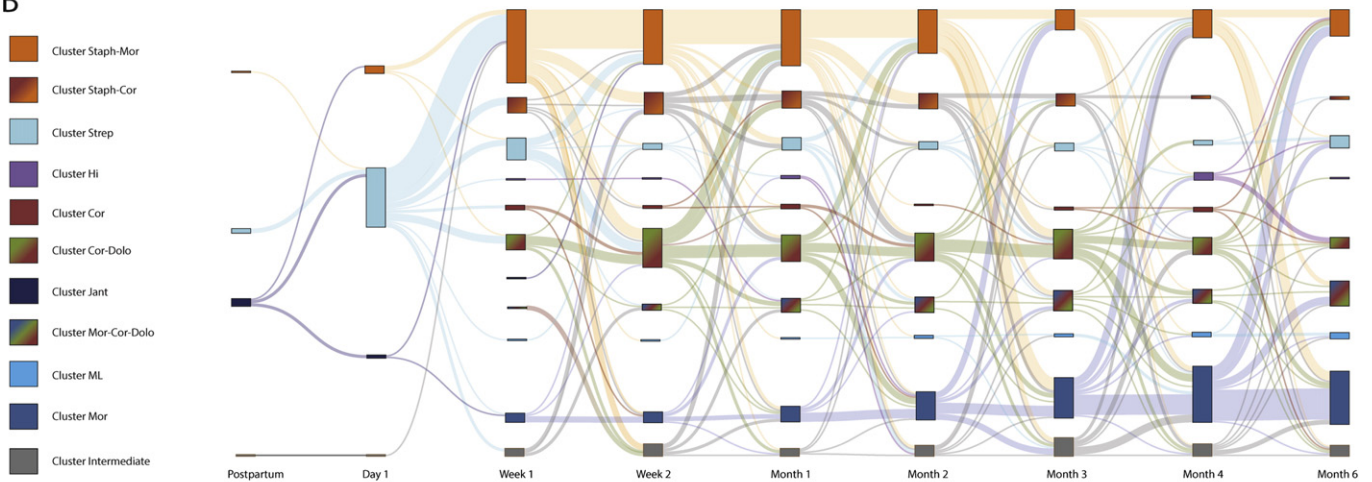 D
Cluster Staph-Mor
Cluster Staph-Cor
Cluster Strep
Cluster Hi
Cluster Cor
Cluster Cor-Dolo
Cluster Jant
Cluster Mor-Cor-Dolo
Cluster ML
Cluster Mor
Cluster Intermediate
Postpartum Day 1 Week 1 Week 2 Month 1 Month 2 Month 3 Month 4 Month 6